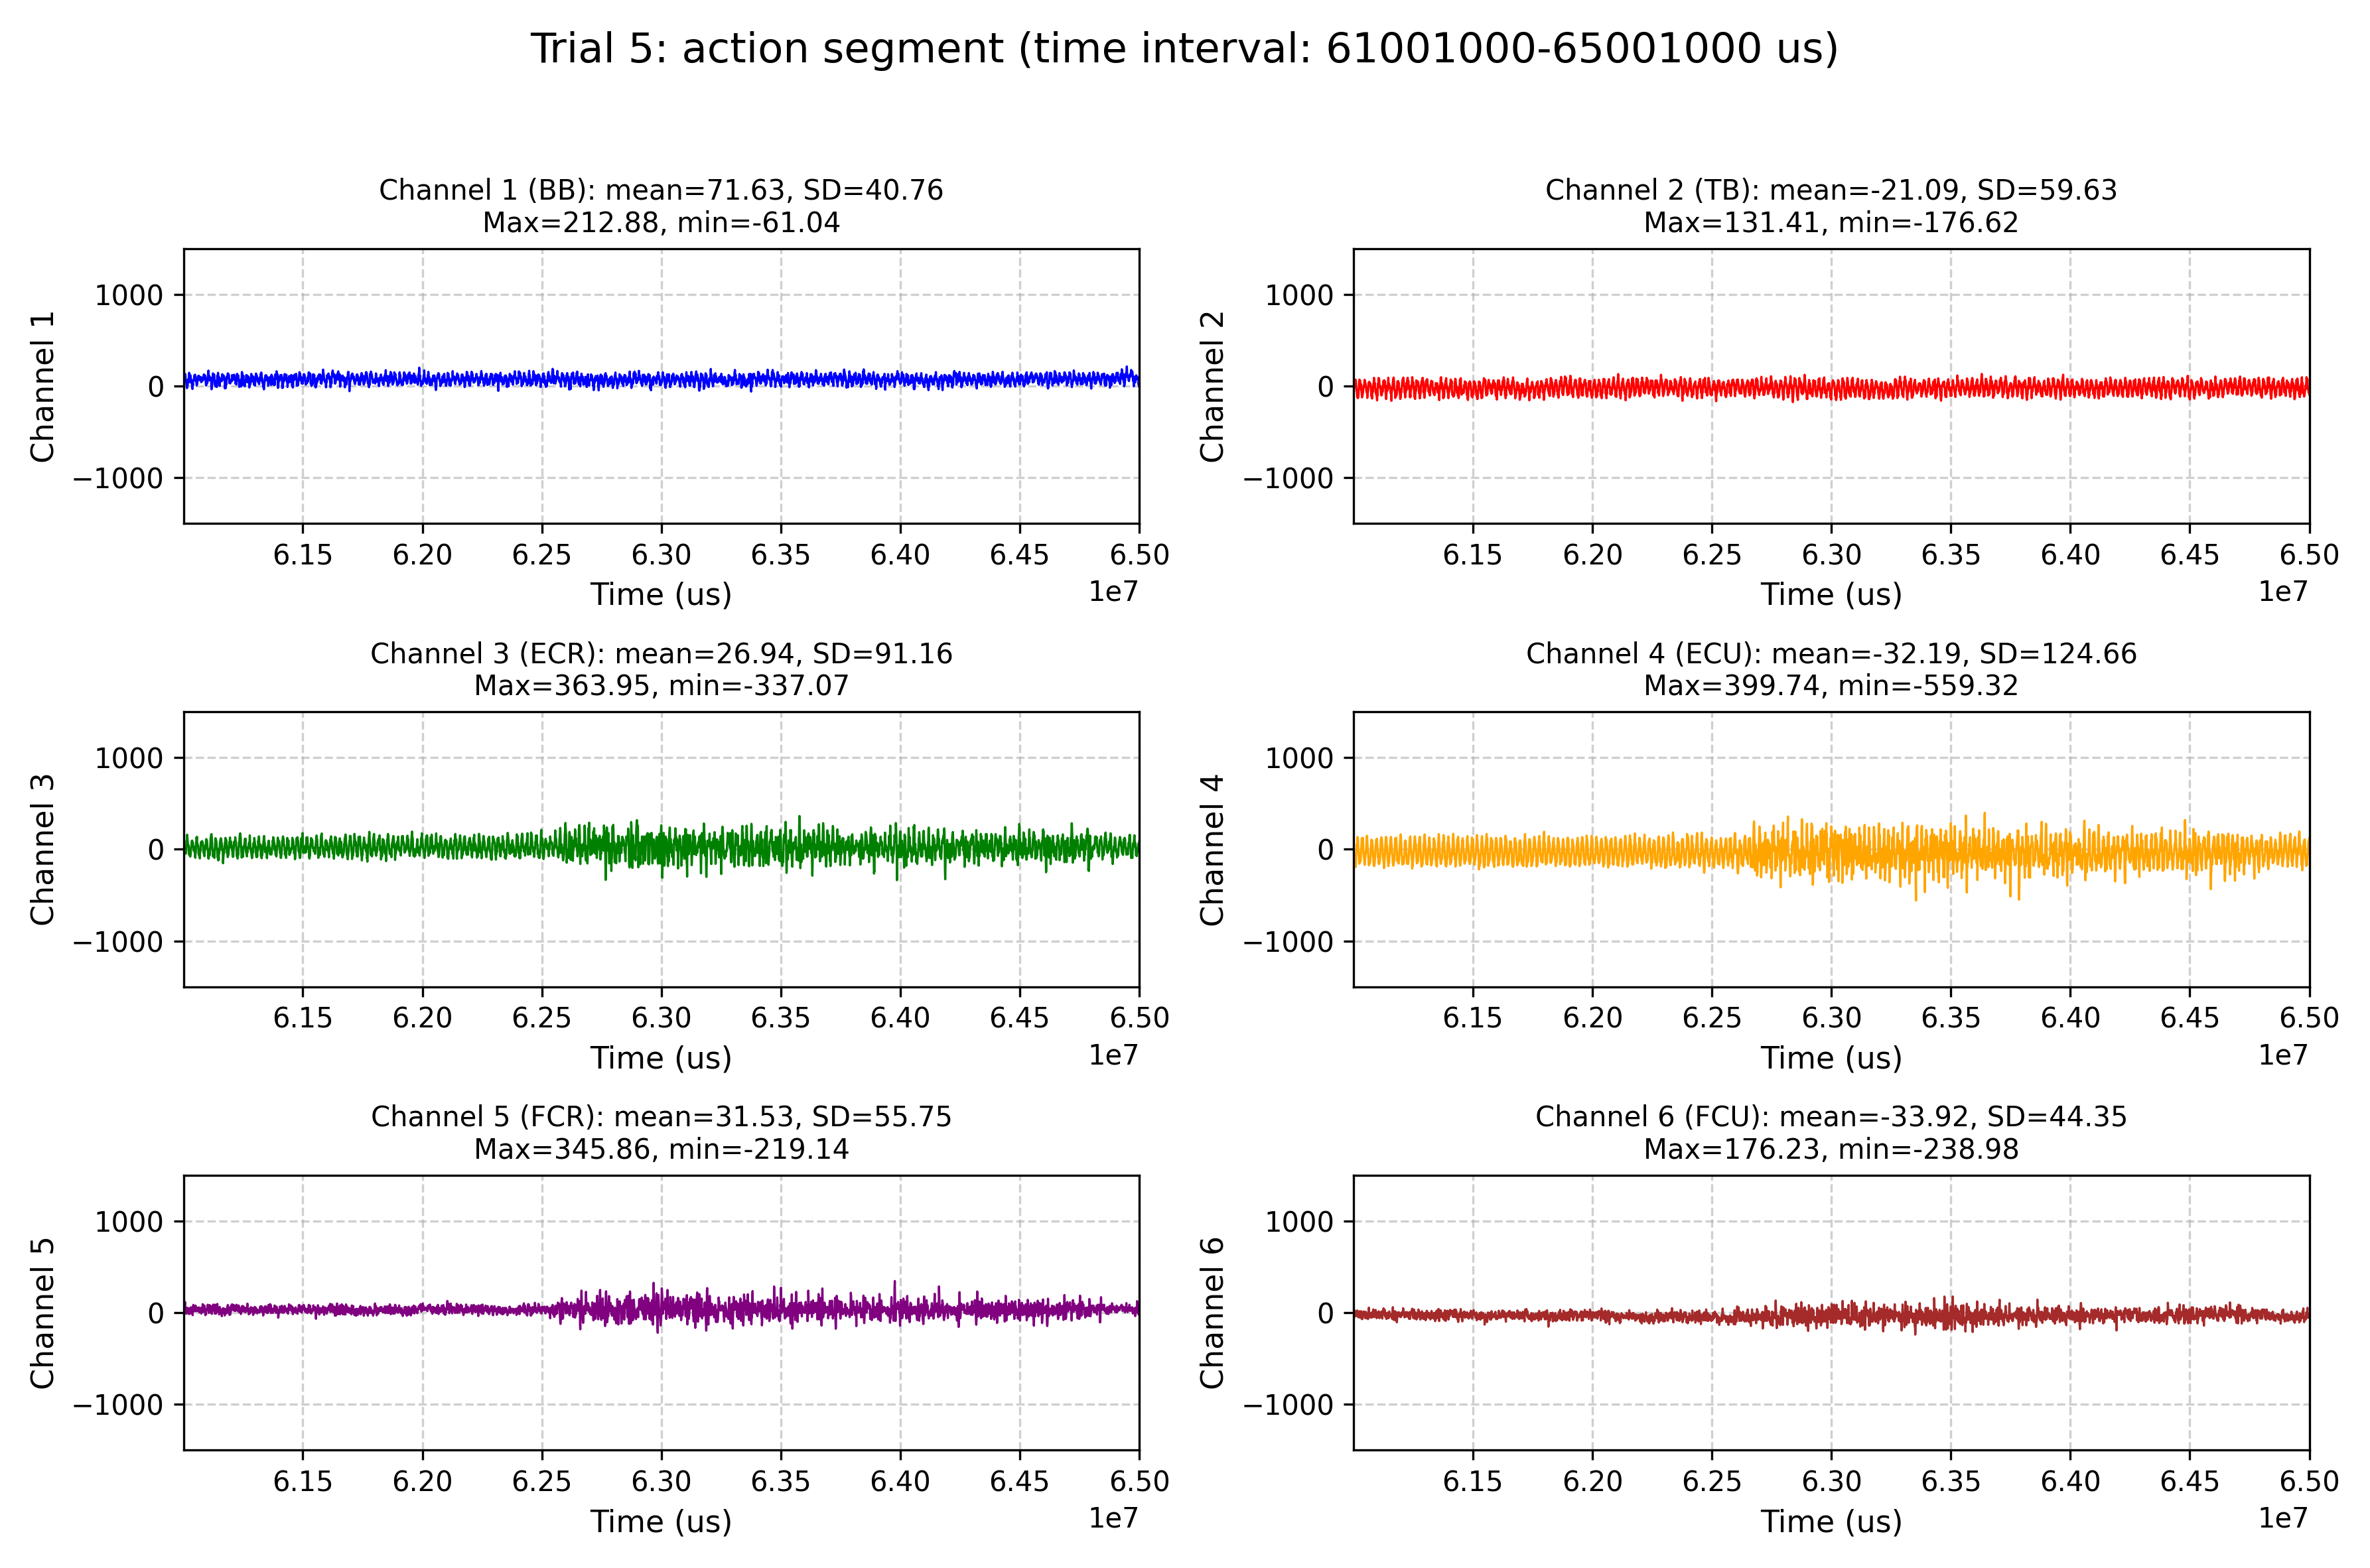 Trial 5: action segment (time interval: 61001000-65001000 us)
Channel 1 (BB): mean=71.63, SD=40.76
Max=212.88, min=-61.04
Channel 1
1000
0
−1000
6.15 6.20 6.25 6.30 6.35 6.40 6.45 6.50
Time (us)
1e7
Channel 2 (TB): mean=-21.09, SD=59.63
Max=131.41, min=-176.62
Channel 2
1000
0
−1000
6.15 6.20 6.25 6.30 6.35 6.40 6.45 6.50
Time (us)
1e7
Channel 3 (ECR): mean=26.94, SD=91.16
Max=363.95, min=-337.07
Channel 3
1000
0
−1000
6.15 6.20 6.25 6.30 6.35 6.40 6.45 6.50
Time (us)
1e7
Channel 4 (ECU): mean=-32.19, SD=124.66
Max=399.74, min=-559.32
Channel 4
1000
0
−1000
6.15 6.20 6.25 6.30 6.35 6.40 6.45 6.50
Time (us)
1e7
Channel 5 (FCR): mean=31.53, SD=55.75
Max=345.86, min=-219.14
Channel 5
1000
0
−1000
6.15 6.20 6.25 6.30 6.35 6.40 6.45 6.50
Time (us)
1e7
Channel 6 (FCU): mean=-33.92, SD=44.35
Max=176.23, min=-238.98
Channel 6
1000
0
−1000
6.15 6.20 6.25 6.30 6.35 6.40 6.45 6.50
Time (us)
1e7